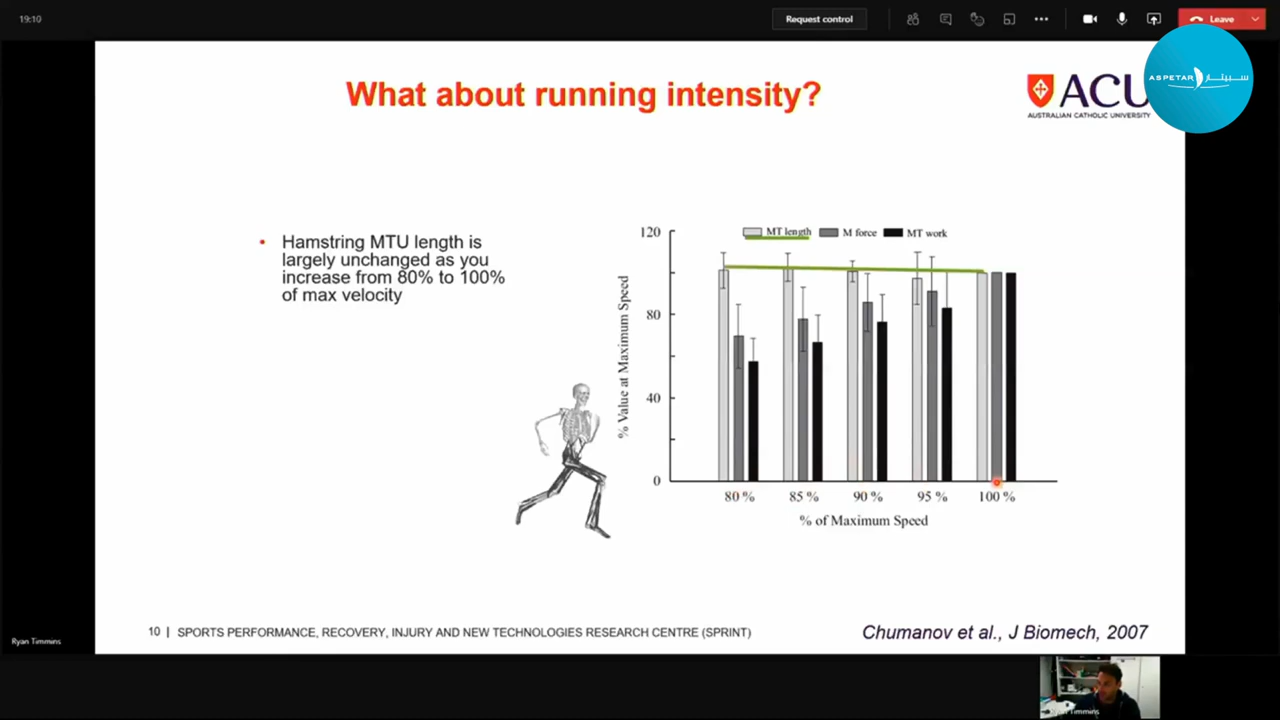 19:10
Request control
Leave
ASPETAR سبيتار
What about running intensity?
ACU
AUSTRALIAN CATHOLIC UNIVERSITY
• Hamstring MTU length is
largely unchanged as you
increase from 80% to 100%
of max velocity
MT length M force MT work
120
80
40
0
% Value at Maximum Speed
80 % 85 % 90 % 95 % 100 %
% of Maximum Speed
Ryan Timmins
10 | SPORTS PERFORMANCE, RECOVERY, INJURY AND NEW TECHNOLOGIES RESEARCH CENTRE (SPRINT)
Chumanov et al., J Biomech, 2007
Ryan Timmins